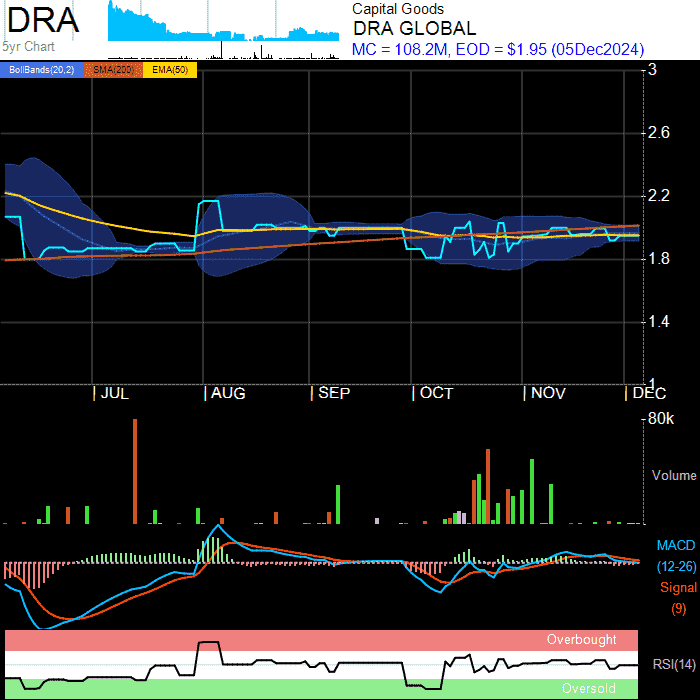 DRA
5yr Chart
Capital Goods
DRA GLOBAL
MC = 108.2M, EOD = $1.95 (05Dec2024)
BollBands(20,2) SMA(200) EMA(50)
3
2.6
2.2
1.8
1.4
1
JUL AUG SEP OCT NOV DEC
80k
Volume
MACD
(12-26)
Signal
(9)
Overbought
RSI(14)
Oversold